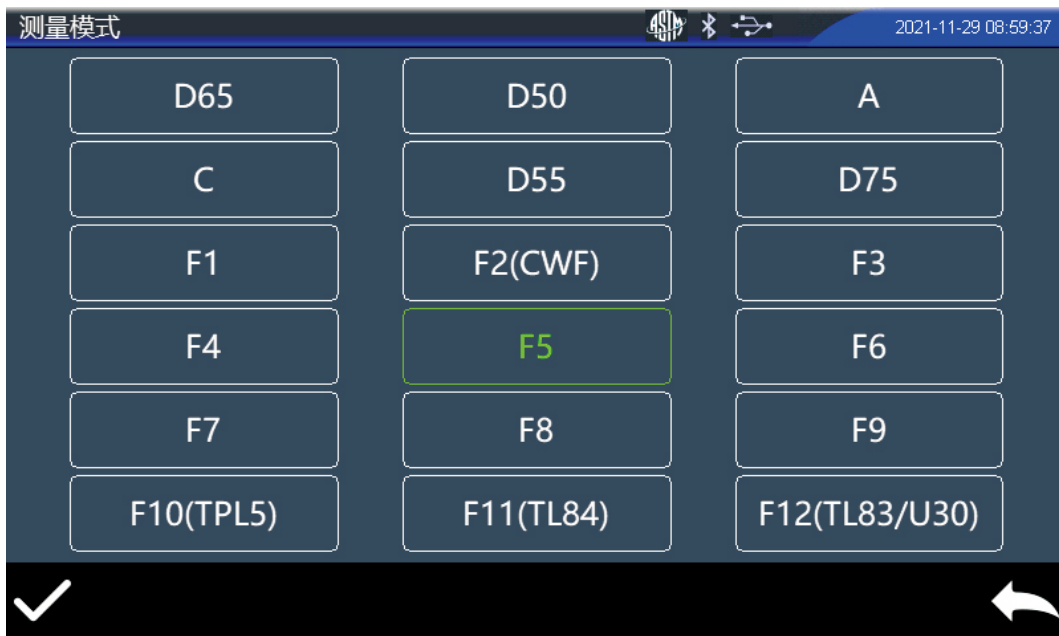 测量模式 ASTM 2021-11-29 08:59:37
D65 D50 A
C D55 D75
F1 F2(CWF) F3
F4 F5 F6
F7 F8 F9
F10(TPL5) F11(TL84) F12(TL83/U30)